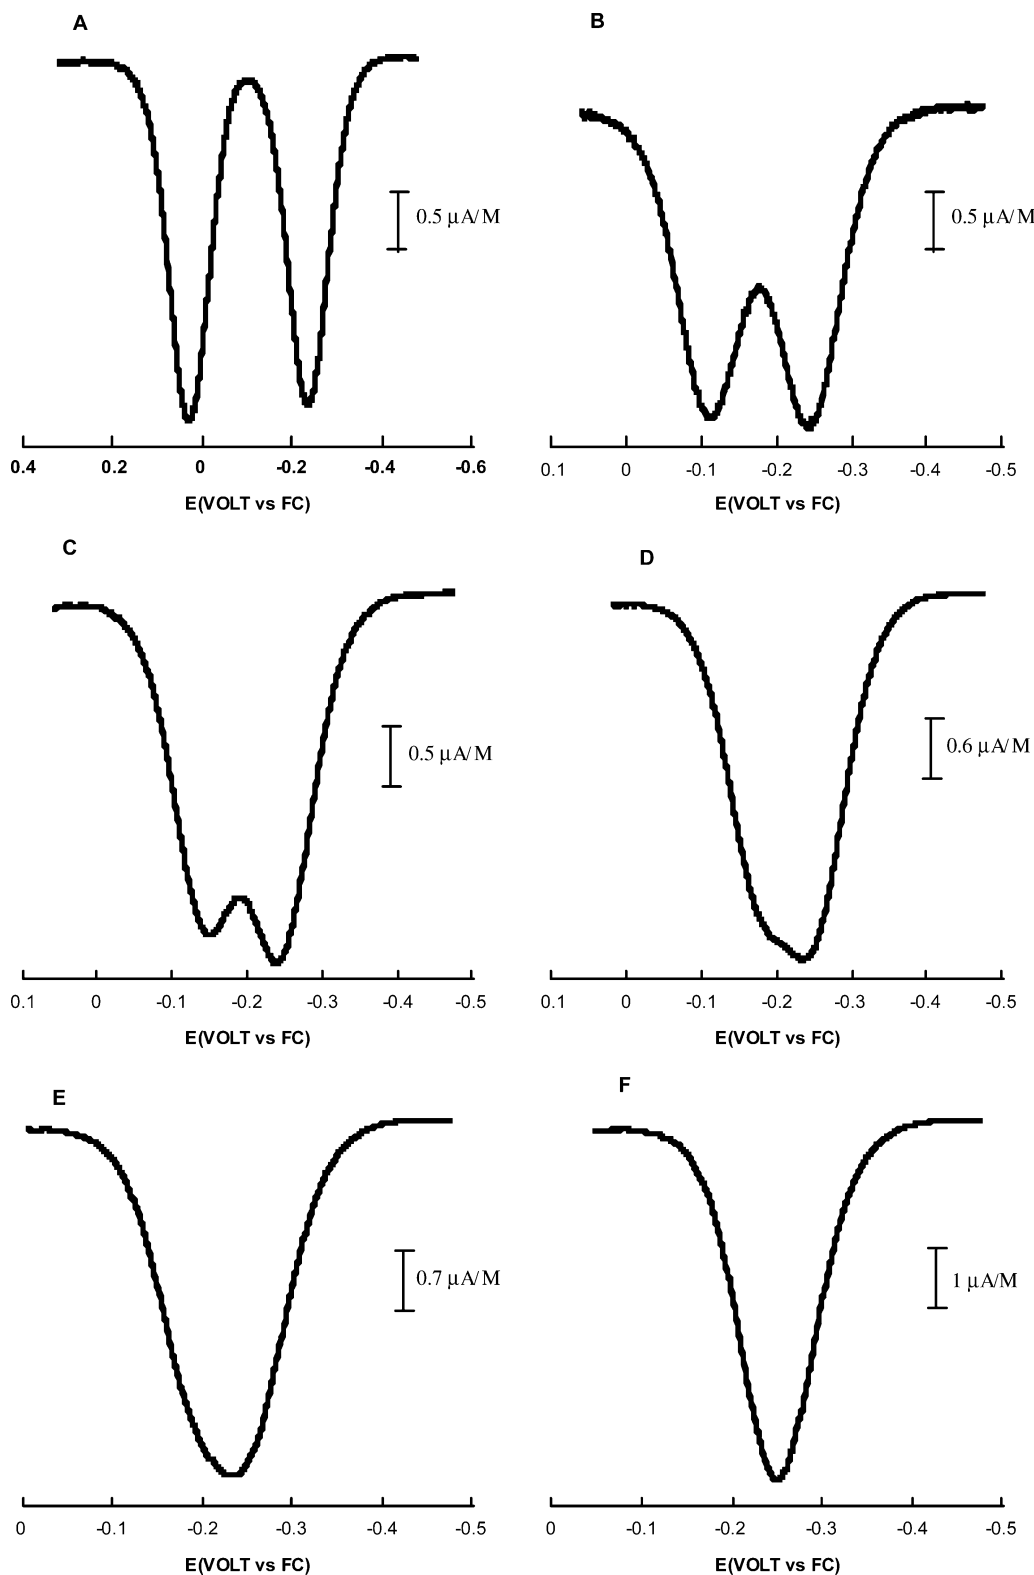 A
B
0.5 µA/M
0.5 µA/M
0.4 0.2 0 -0.2 -0.4 -0.6
0.1 0 -0.1 -0.2 -0.3 -0.4 -0.5
E(VOLT vs FC)
E(VOLT vs FC)
C
D
0.5 µA/M
0.6 µA/M
0.1 0 -0.1 -0.2 -0.3 -0.4 -0.5
0.1 0 -0.1 -0.2 -0.3 -0.4 -0.5
E(VOLT vs FC)
E(VOLT vs FC)
E
F
0.7 µA/M
1 µA/M
0 -0.1 -0.2 -0.3 -0.4 -0.5
0 -0.1 -0.2 -0.3 -0.4 -0.5
E(VOLT vs FC)
E(VOLT vs FC)